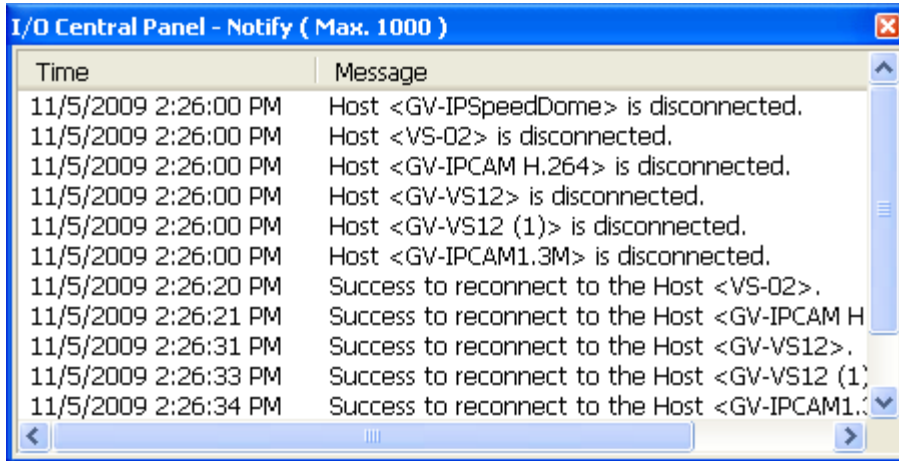 I/O Central Panel - Notify ( Max. 1000 )
Time Message
11/5/2009 2:26:00 PM Host <GV-IPSpeedDome> is disconnected.
11/5/2009 2:26:00 PM Host <VS-02> is disconnected.
11/5/2009 2:26:00 PM Host <GV-IPCAM H.264> is disconnected.
11/5/2009 2:26:00 PM Host <GV-VS12> is disconnected.
11/5/2009 2:26:00 PM Host <GV-VS12 (1)> is disconnected.
11/5/2009 2:26:00 PM Host <GV-IPCAM1.3M> is disconnected.
11/5/2009 2:26:20 PM Success to reconnect to the Host <VS-02>.
11/5/2009 2:26:21 PM Success to reconnect to the Host <GV-IPCAM H
11/5/2009 2:26:31 PM Success to reconnect to the Host <GV-VS12>.
11/5/2009 2:26:33 PM Success to reconnect to the Host <GV-VS12 (1)
11/5/2009 2:26:34 PM Success to reconnect to the Host <GV-IPCAM1.3